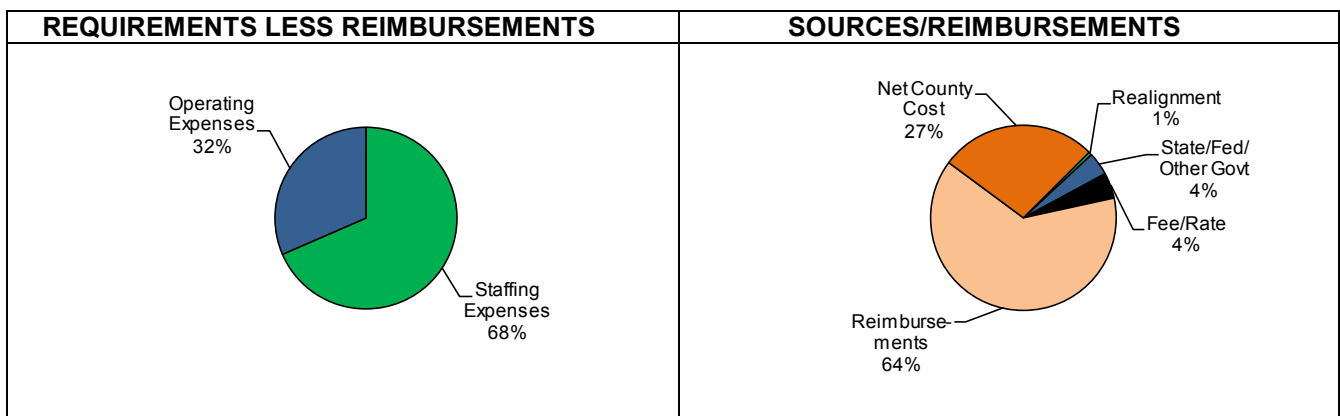 REQUIREMENTS LESS REIMBURSEMENTS
SOURCES/REIMBURSEMENTS
Operating
Expenses
32%
Staffing
Expenses
68%
Net County
Cost
27%
Realignment
1%
State/Fed/
Other Govt
4%
Fee/Rate
4%
Reimburse-
ments
64%